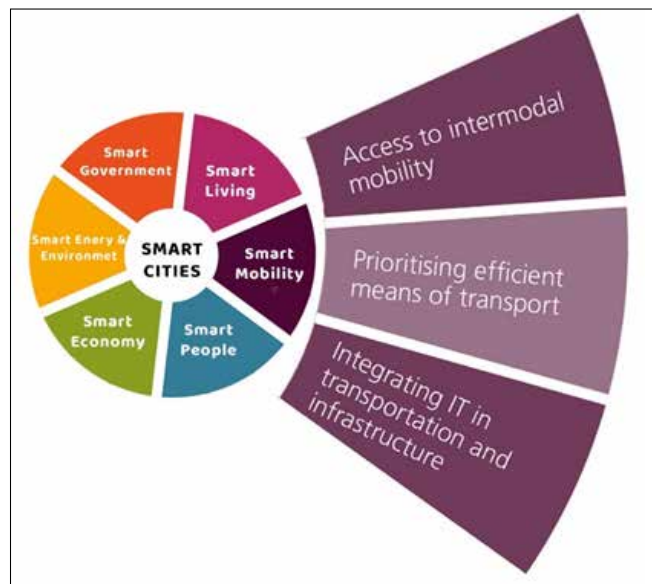 Smart
Government
Smart
Living
Smart Enery &
Environmet
SMART
CITIES
Smart
Mobility
Smart
Economy
Smart
People
Access to intermodal
mobility
Prioritising efficient
means of transport
Integrating IT in
transportation and
infrastructure